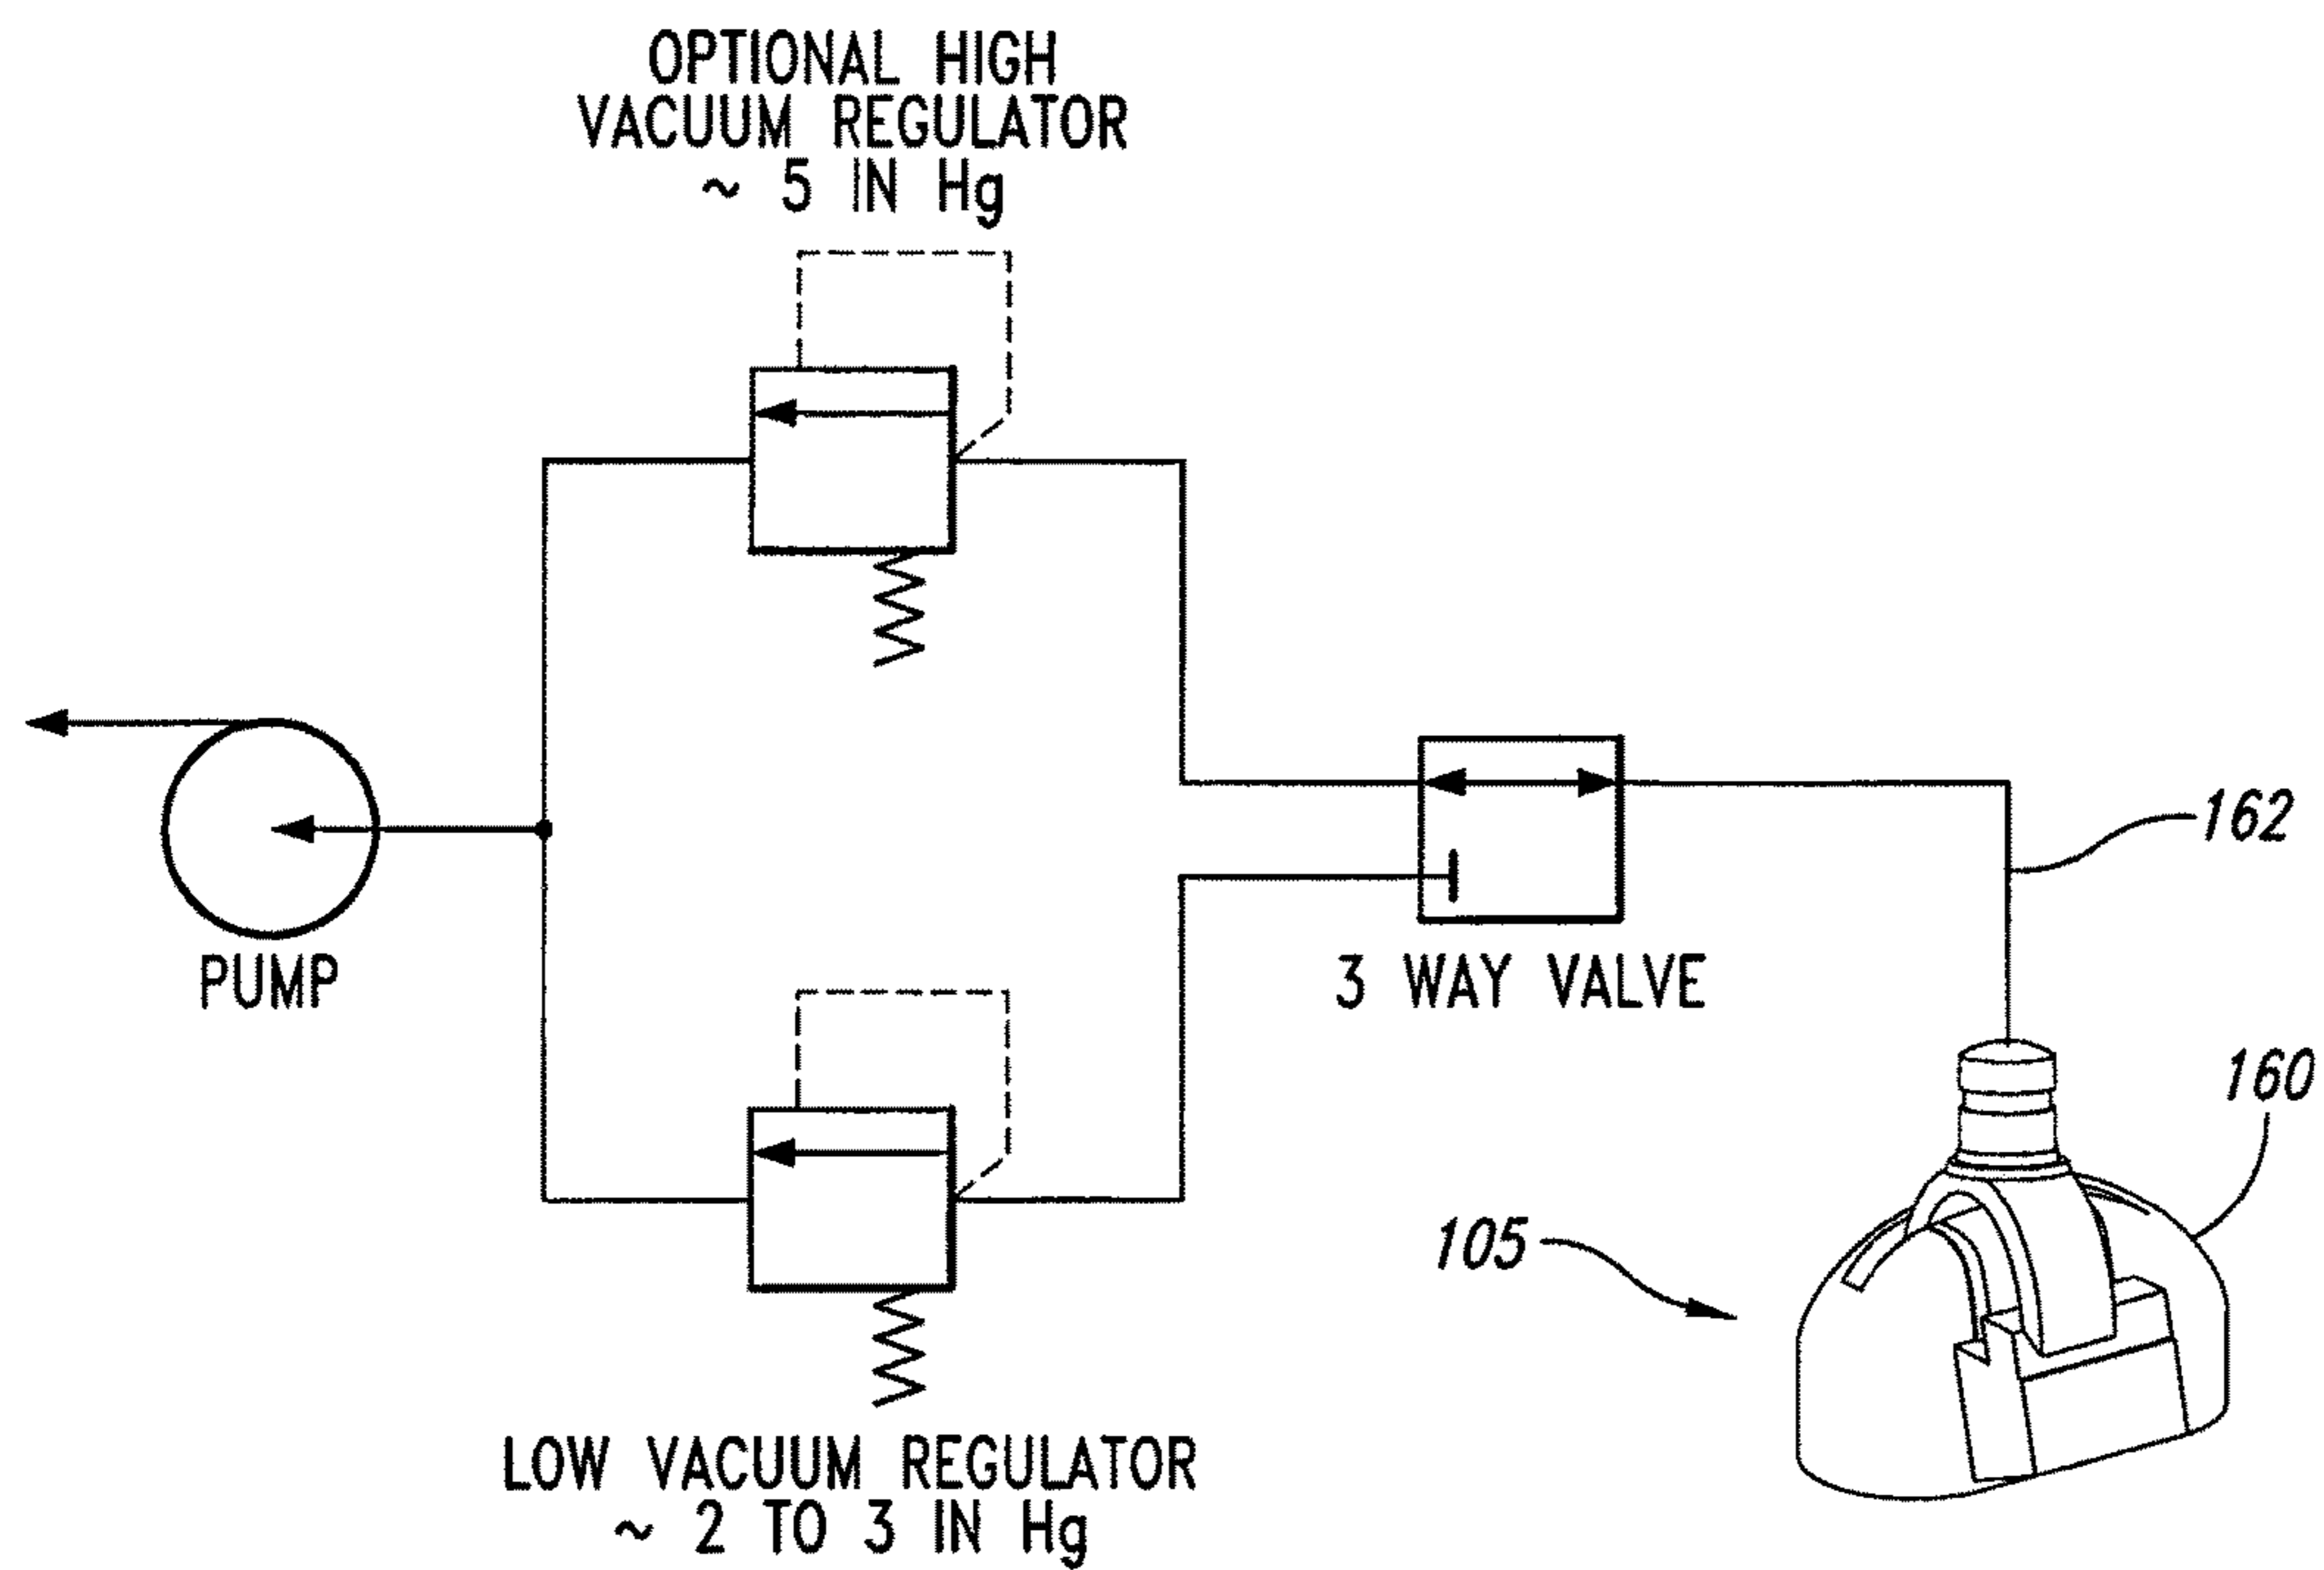 OPTIONAL HIGH
VACUUM REGULATOR
~ 5 IN Hg
162
PUMP
3 WAY VALVE
160
105
LOW VACUUM REGULATOR
~ 2 TO 3 IN Hg